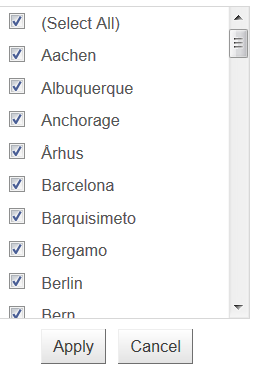 (Select All)
Aachen
Albuquerque
Anchorage
Århus
Barcelona
Barquisimeto
Bergamo
Berlin
Bern
Apply
Cancel